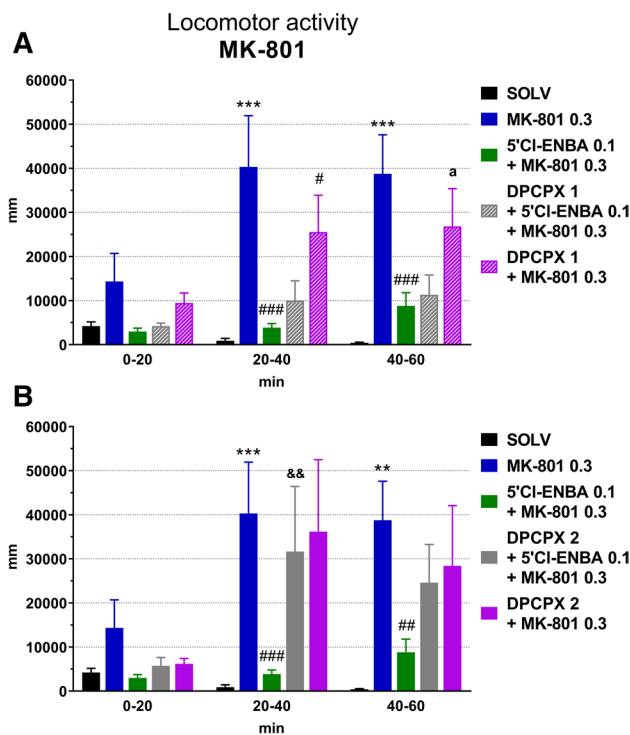 Locomotor activity
MK-801
A
60000
50000
40000
30000
20000
10000
0
mm
***
***
#
a
###
###
0-20
20-40
40-60
min
SOLV
MK-801 0.3
5'Cl-ENBA 0.1
+ MK-801 0.3
DPCPX 1
+ 5'Cl-ENBA 0.1
+ MK-801 0.3
DPCPX 1
+ MK-801 0.3
B
60000
50000
40000
30000
20000
10000
0
mm
***
&&
**
###
##
0-20
20-40
40-60
min
SOLV
MK-801 0.3
5'Cl-ENBA 0.1
+ MK-801 0.3
DPCPX 2
+ 5'Cl-ENBA 0.1
+ MK-801 0.3
DPCPX 2
+ MK-801 0.3